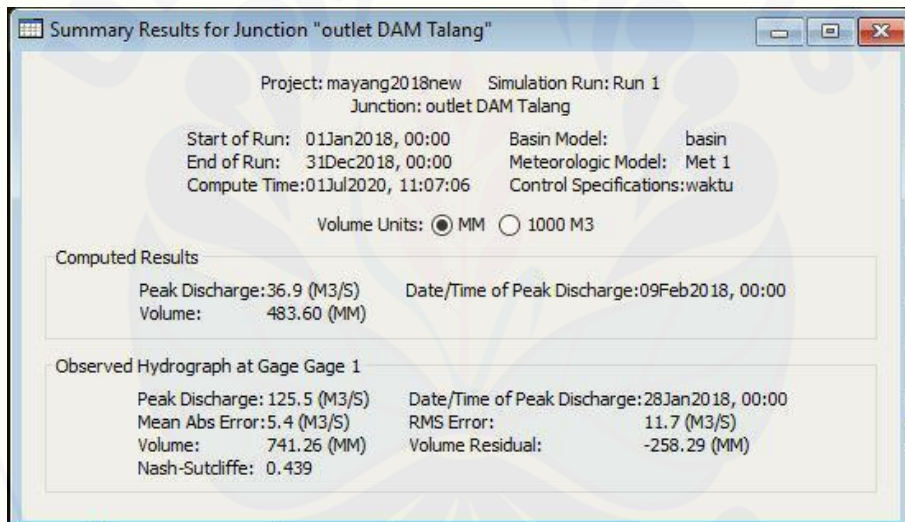 Summary Results for Junction "outlet DAM Talang"
Project: mayang2018new Simulation Run: Run 1
Junction: outlet DAM Talang
Start of Run: 01Jan2018, 00:00 Basin Model: basin
End of Run: 31Dec2018, 00:00 Meteorologic Model: Met 1
Compute Time:01Jul2020, 11:07:06 Control Specifications:waktu
Volume Units: MM 1000 M3
Computed Results
Peak Discharge:36.9 (M3/S) Date/Time of Peak Discharge:09Feb2018, 00:00
Volume: 483.60 (MM)
Observed Hydrograph at Gage Gage 1
Peak Discharge:125.5 (M3/S) Date/Time of Peak Discharge:28Jan2018, 00:00
Mean Abs Error:5.4 (M3/S) RMS Error: 11.7 (M3/S)
Volume: 741.26 (MM) Volume Residual: -258.29 (MM)
Nash-Sutcliffe: 0.439